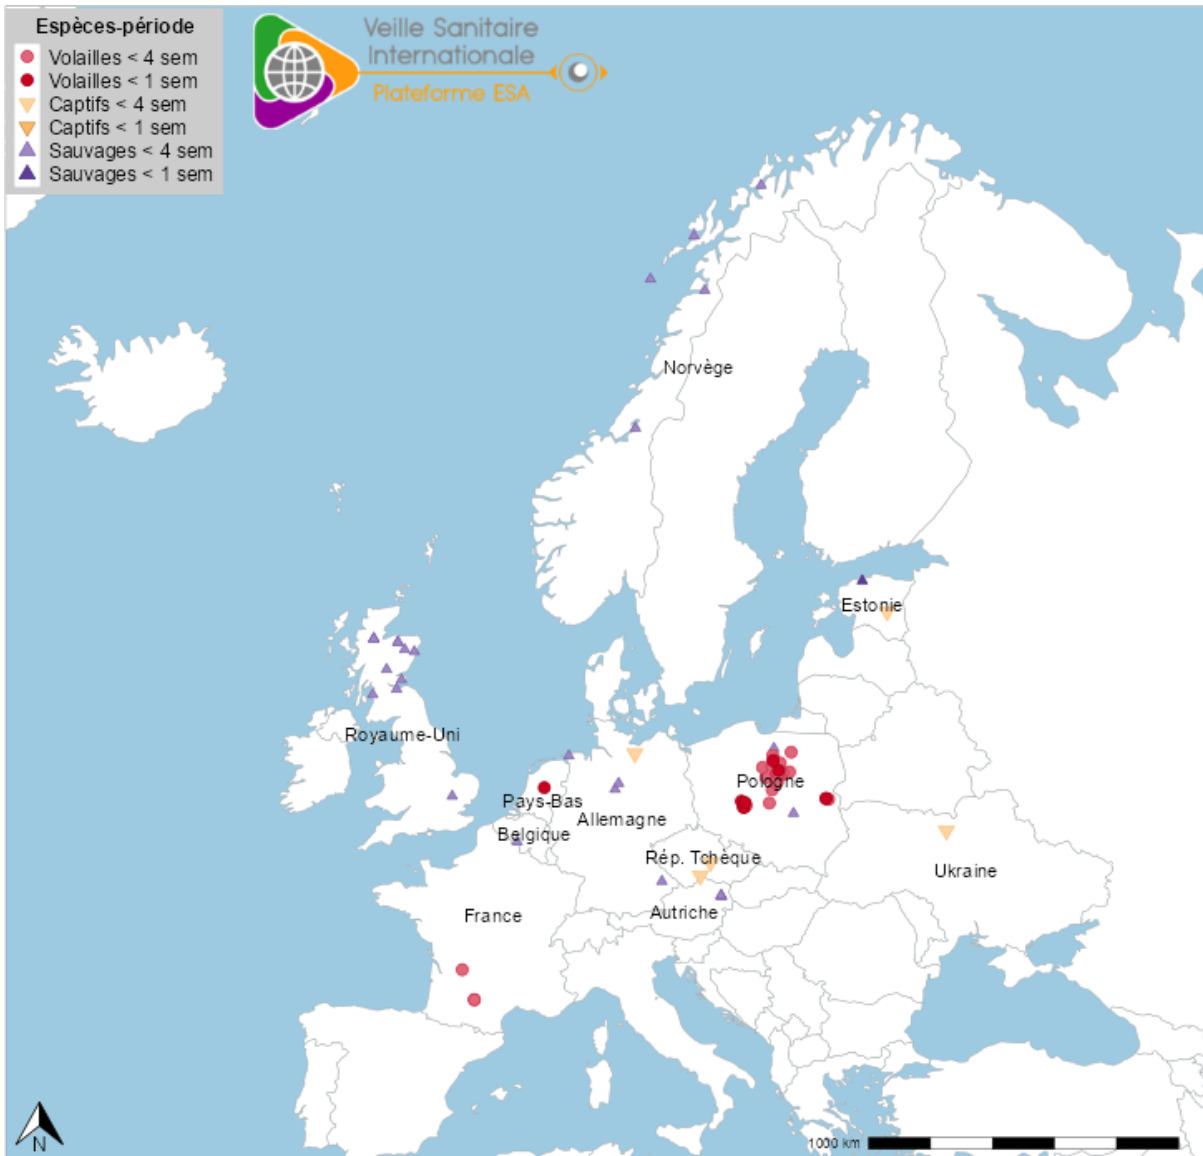 Espèces-période
Volailles < 4 sem
Volailles < 1 sem
Captifs < 4 sem
Captifs < 1 sem
Sauvages < 4 sem
Sauvages < 1 sem
Veille Sanitaire
Internationale
Plateforme ESA
Norvège
Estonie
Royaume-Uni
Pologne
Pays-Bas
Allemagne
Belgique
Rép. Tchèque
Ukraine
Autriche
France
N
1000 km